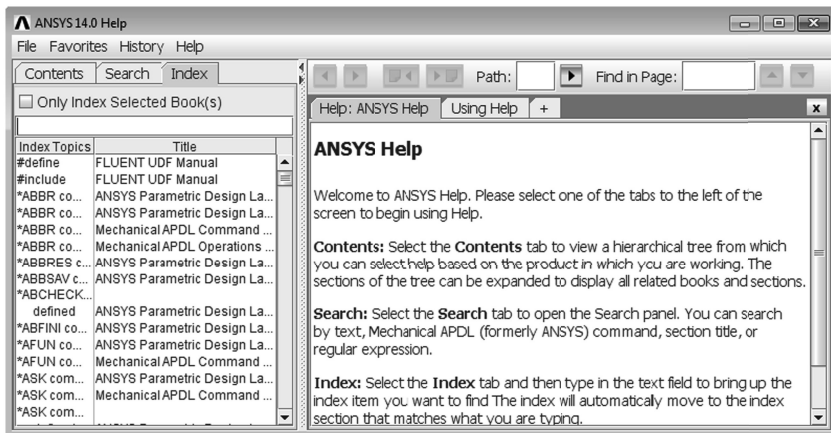 ANSYS 14.0 Help
File Favorites History Help
Contents Search Index
Only Index Selected Book(s)
Index Topics Title
#define FLUENT UDF Manual
#include FLUENT UDF Manual
*ABBR co... ANSYS Parametric Design La...
*ABBR co... ANSYS Parametric Design La...
*ABBR co... Mechanical APDL Command ...
*ABBR co... Mechanical APDL Operations ...
*ABBRES c... ANSYS Parametric Design La...
*ABBSAV c... ANSYS Parametric Design La...
*ABCHECK...
defined ANSYS Parametric Design La...
*ABFINI co... ANSYS Parametric Design La...
*AFUN co... ANSYS Parametric Design La...
*AFUN co... Mechanical APDL Command ...
*ASK com... ANSYS Parametric Design La...
*ASK com... Mechanical APDL Command ...
*ASK com...
Path: Find in Page:
Help: ANSYS Help Using Help + x
ANSYS Help
Welcome to ANSYS Help. Please select one of the tabs to the left of the
screen to begin using Help.
Contents: Select the Contents tab to view a hierarchical tree from which
you can select help based on the product in which you are working. The
sections of the tree can be expanded to display all related books and sections.
Search: Select the Search tab to open the Search panel. You can search
by text, Mechanical APDL (formerly ANSYS) command, section title, or
regular expression.
Index: Select the Index tab and then type in the text field to bring up the
index item you want to find The index will automatically move to the index
section that matches what you are typing.